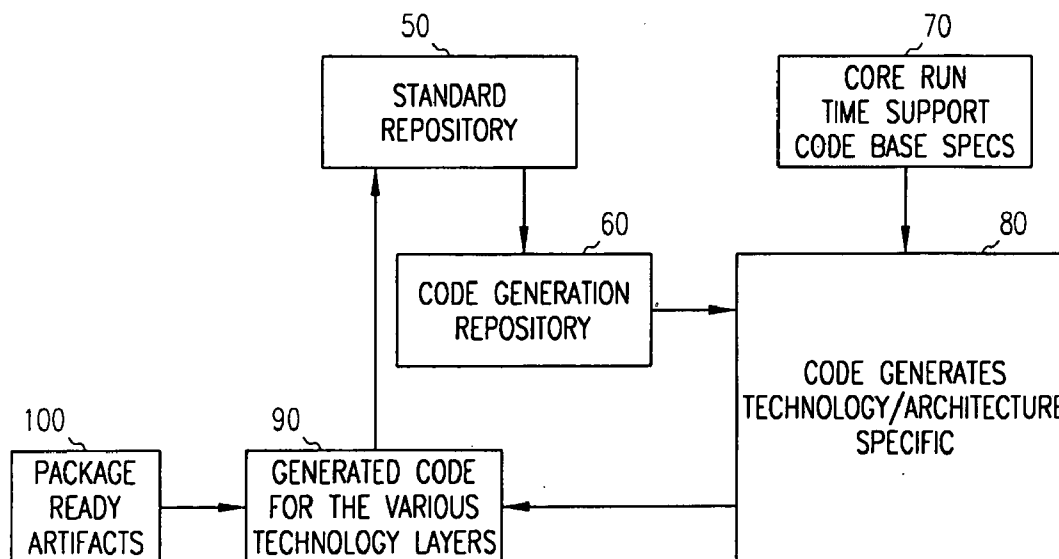 50
STANDARD
REPOSITORY
70
CORE RUN
TIME SUPPORT
CODE BASE SPECS
60
CODE GENERATION
REPOSITORY
80
CODE GENERATES
TECHNOLOGY/ARCHITECTURE
SPECIFIC
100
PACKAGE
READY
ARTIFACTS
90
GENERATED CODE
FOR THE VARIOUS
TECHNOLOGY LAYERS